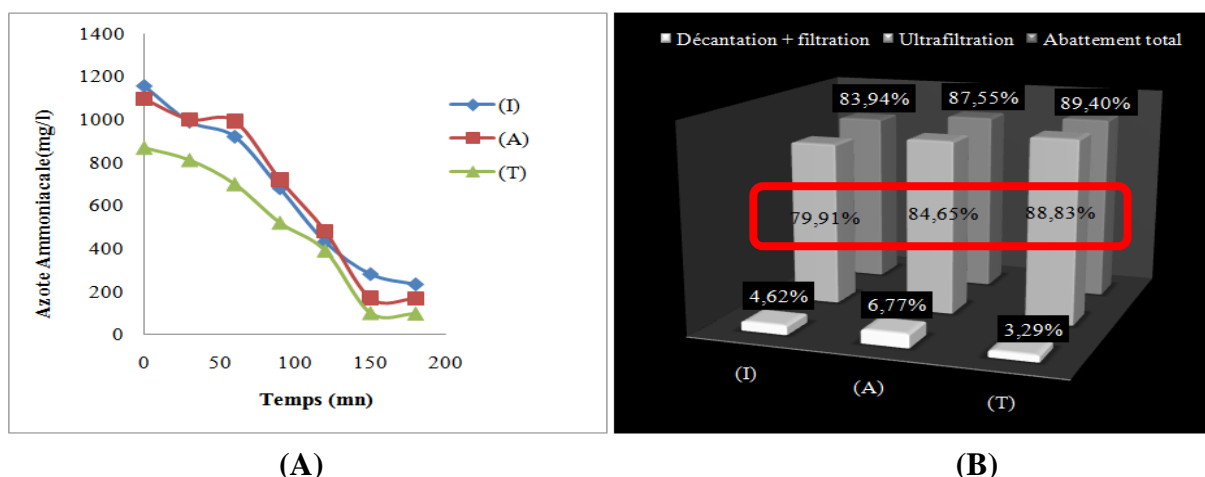 1400
1200
1000
800
600
400
200
0
Azote Ammoniacale(mg/l)
0 50 100 150 200
Temps (mn)
(I)
(A)
(T)
(A)
Décantation + filtration Ultrafiltration Abattement total
83,94% 87,55% 89,40%
79,91% 84,65% 88,83%
4,62% 6,77% 3,29%
(I) (A) (T)
(B)